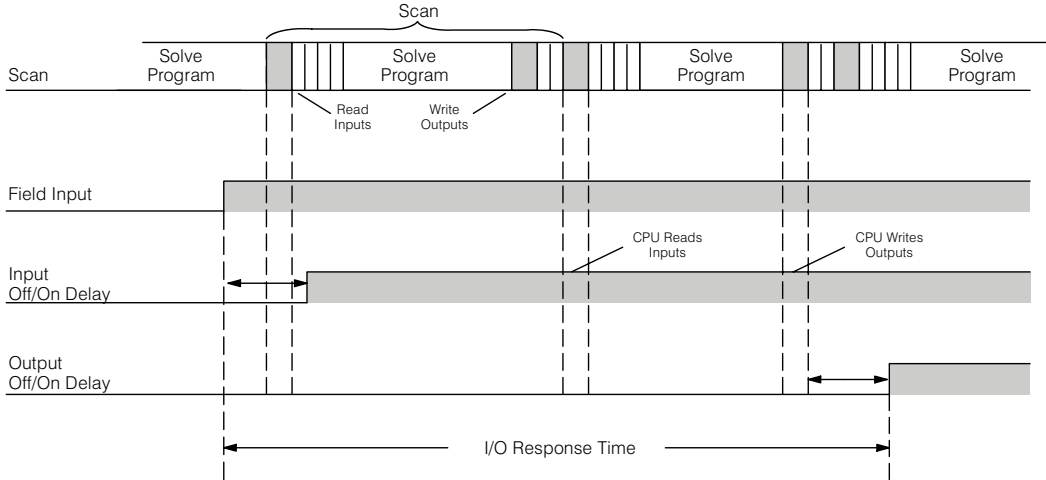 Scan
Scan
Solve
Program
Solve
Program
Solve
Program
Solve
Program
Read
Inputs
Write
Outputs
Field Input
CPU Reads
Inputs
CPU Writes
Outputs
Input
Off/On Delay
Output
Off/On Delay
I/O Response Time